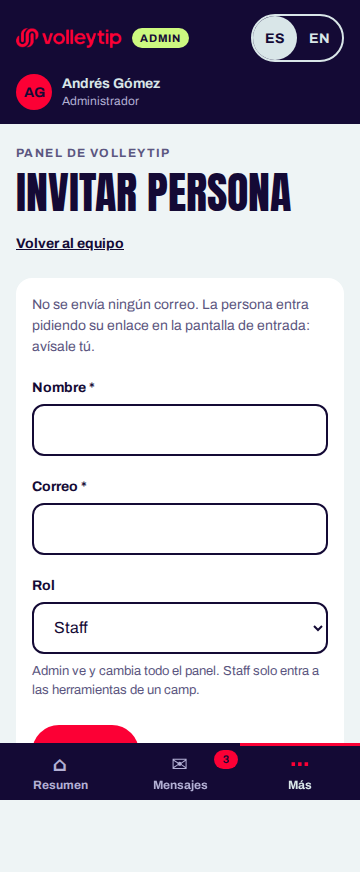 volleytip ADMIN ES EN
AG Andrés Gómez
Administrador
PANEL DE VOLLEYTIP
INVITAR PERSONA
Volver al equipo
No se envía ningún correo. La persona entra
pidiendo su enlace en la pantalla de entrada:
avísale tú.
Nombre *
Correo *
Rol
Staff
Admin ve y cambia todo el panel. Staff solo entra a
las herramientas de un camp.
3
Resumen Mensajes Más